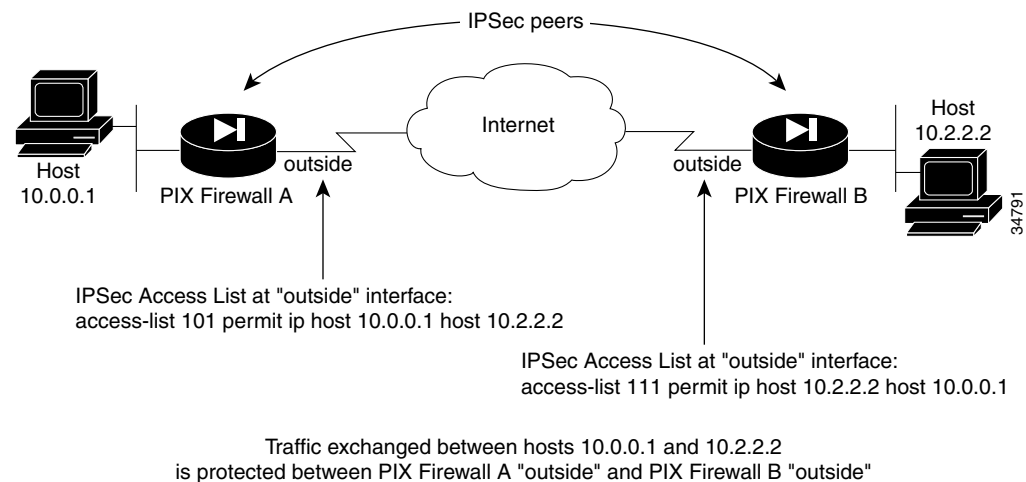 IPSec peers
Internet
Host
10.0.0.1
PIX Firewall A
outside
outside
PIX Firewall B
Host
10.2.2.2
34791
IPSec Access List at "outside" interface:
access-list 101 permit ip host 10.0.0.1 host 10.2.2.2
IPSec Access List at "outside" interface:
access-list 111 permit ip host 10.2.2.2 host 10.0.0.1
Traffic exchanged between hosts 10.0.0.1 and 10.2.2.2
is protected between PIX Firewall A "outside" and PIX Firewall B "outside"